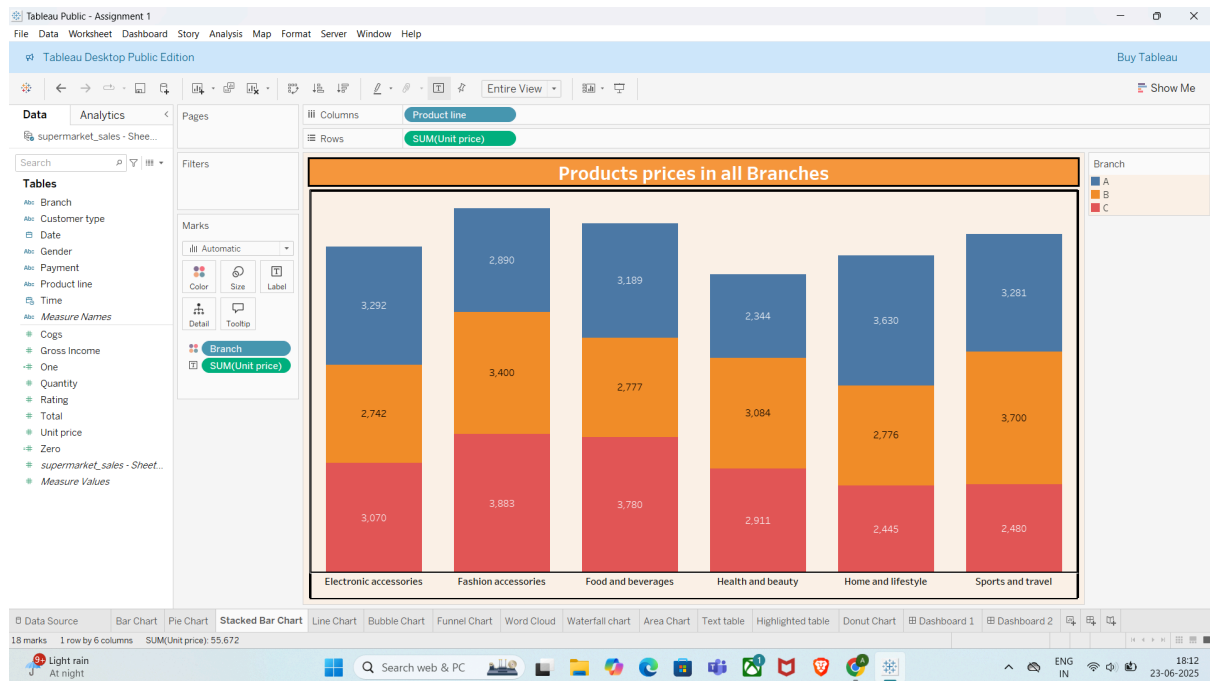 Tableau Public - Assignment 1
File Data Worksheet Dashboard Story Analysis Map Format Server Window Help
Tableau Desktop Public Edition
Buy Tableau
Entire View
Show Me
Data Analytics
supermarket_sales - Shee...
Search
Tables
Abc Branch
Abc Customer type
Date
Abc Gender
Abc Payment
Abc Product line
Time
Abc Measure Names
# Cogs
# Gross Income
=# One
# Quantity
# Rating
# Total
# Unit price
=# Zero
# supermarket_sales - Sheet...
# Measure Values
Pages
Filters
Marks
Automatic
Color Size Label
Detail Tooltip
Branch
SUM(Unit price)
Columns Product line
Rows SUM(Unit price)
Products prices in all Branches
3,292 2,890 3,189 2,344 3,630 3,281
2,742 3,400 2,777 3,084 2,776 3,700
3,070 3,883 3,780 2,911 2,445 2,480
Electronic accessories Fashion accessories Food and beverages Health and beauty Home and lifestyle Sports and travel
Branch
A
B
C
Data Source Bar Chart Pie Chart Stacked Bar Chart Line Chart Bubble Chart Funnel Chart Word Cloud Waterfall chart Area Chart Text table Highlighted table Donut Chart Dashboard 1 Dashboard 2
18 marks 1 row by 6 columns SUM(Unit price): 55,672
9+ Light rain
At night
Search web & PC
1
ENG
IN
18:12
23-06-2025